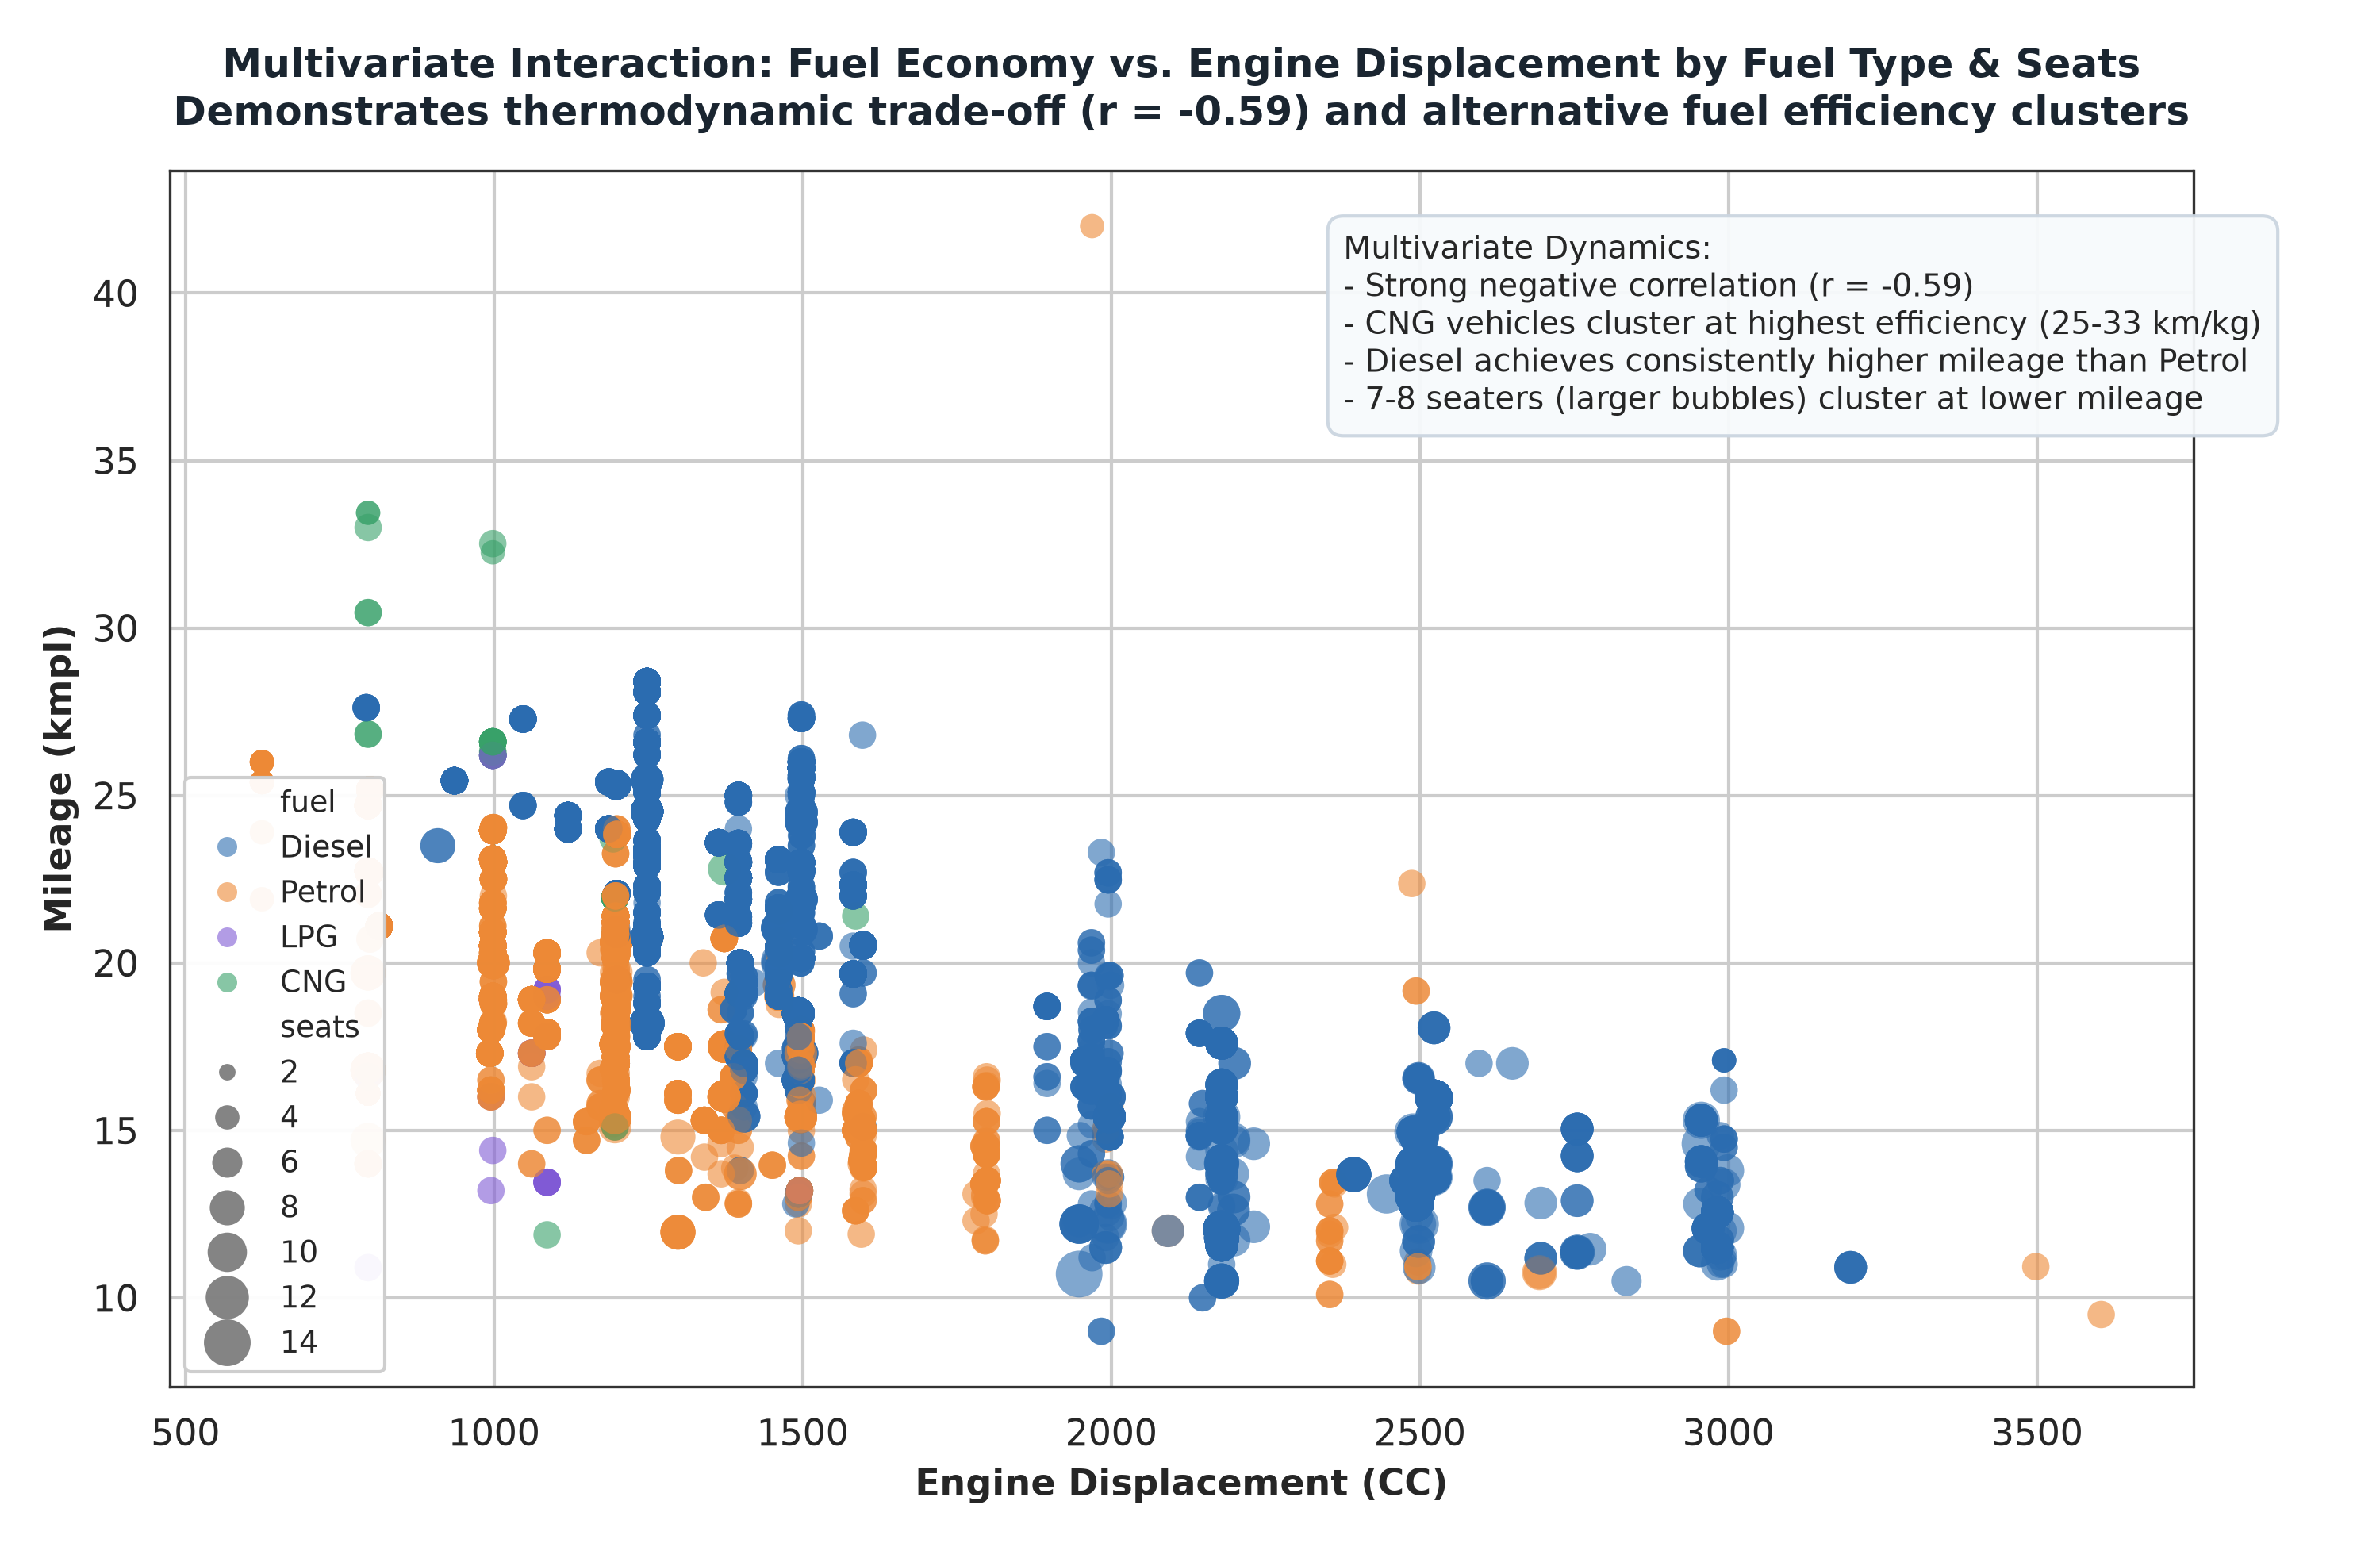 Multivariate Interaction: Fuel Economy vs. Engine Displacement by Fuel Type & Seats
Demonstrates thermodynamic trade-off (r = -0.59) and alternative fuel efficiency clusters
Multivariate Dynamics:
- Strong negative correlation (r = -0.59)
- CNG vehicles cluster at highest efficiency (25-33 km/kg)
- Diesel achieves consistently higher mileage than Petrol
- 7-8 seaters (larger bubbles) cluster at lower mileage
Mileage (kmpl)
40
35
30
25
20
15
10
fuel
Diesel
Petrol
LPG
CNG
seats
2
4
6
8
10
12
14
500 1000 1500 2000 2500 3000 3500
Engine Displacement (CC)